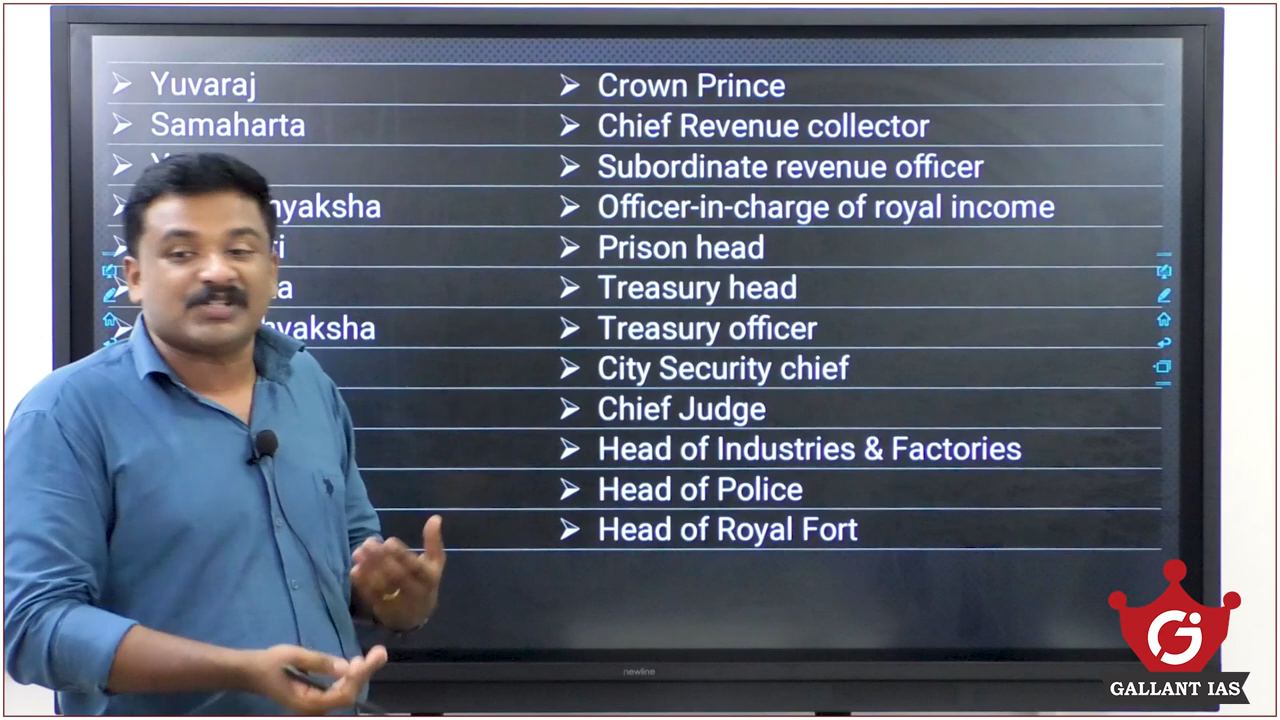 Yuvaraj Crown Prince
Samaharta Chief Revenue collector
Subordinate revenue officer
Officer-in-charge of royal income
Prison head
Treasury head
Treasury officer
City Security chief
Chief Judge
Head of Industries & Factories
Head of Police
Head of Royal Fort
newline
GALLANT IAS